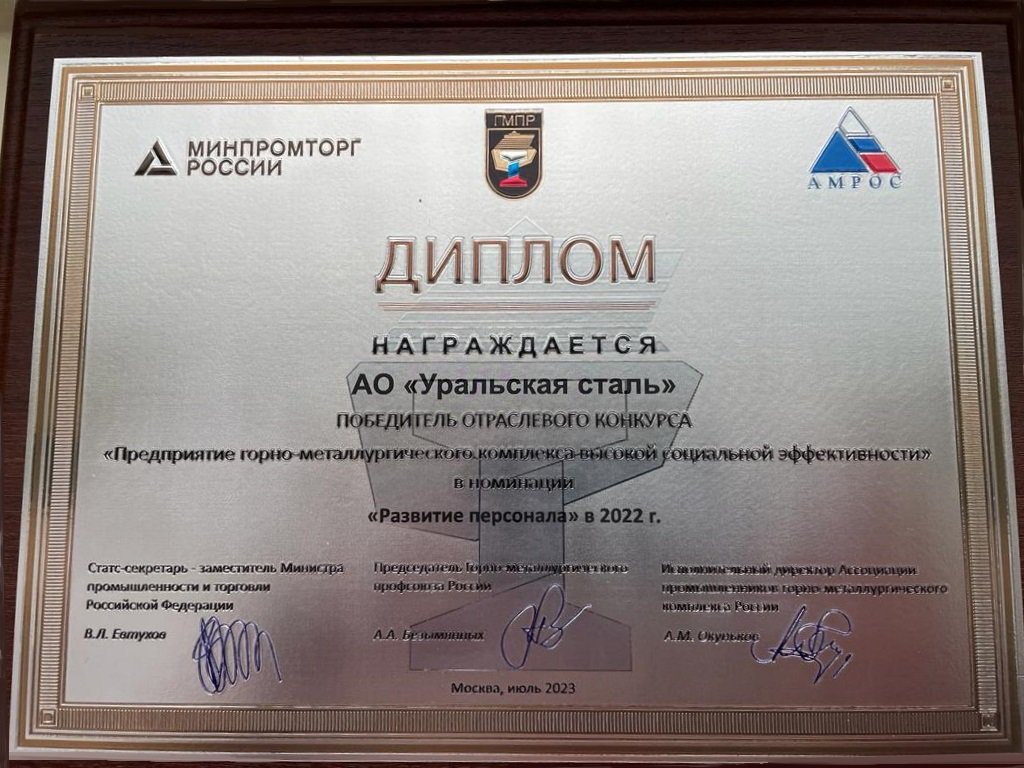 МИНПРОМТОРГ
РОССИИ
ГМПР
АМРОС
ДИПЛОМ
НАГРАЖДАЕТСЯ
АО «Уральская сталь»
ПОБЕДИТЕЛЬ ОТРАСЛЕВОГО КОНКУРСА
«Предприятие горно-металлургического комплекса высокой социальной эффективности»
в номинации
«Развитие персонала» в 2022 г.
Статс-секретарь - заместитель Министра
промышленности и торговли
Российской Федерации
В.Л. Евтухов
Председатель Горно-металлургического
профсоюза России
А.А. Безымянных
Исполнительный директор Ассоциации
промышленников горно-металлургического
комплекса России
А.М. Окуньков
Москва, июль 2023